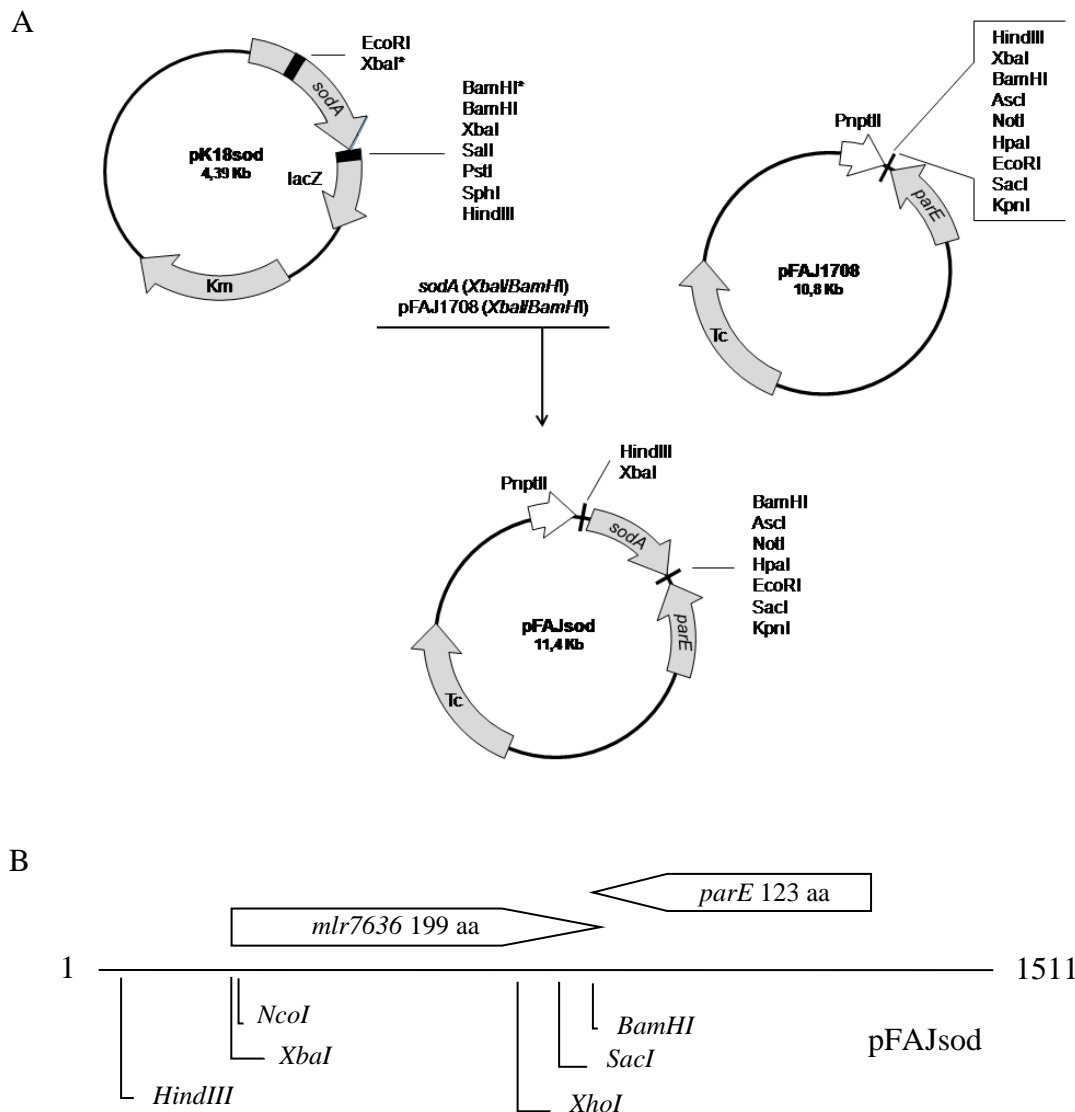 A
EcoRI
XbaI*
sodA
BamHI*
BamHI
XbaI
SalI
PstI
SphI
HindIII
pK18sod
4,39 Kb
lacZ
Km
HindIII
XbaI
BamHI
AscI
NotI
HpaI
EcoRI
SacI
KpnI
PnptII
parE
pFAJ1708
10,8 Kb
Tc
sodA (XbaI/BamHI)
pFAJ1708 (XbaI/BamHI)
HindIII
XbaI
PnptII
sodA
BamHI
AscI
NotI
HpaI
EcoRI
SacI
KpnI
parE
pFAJsod
11,4 Kb
Tc
B
parE 123 aa
mlr7636 199 aa
1
1511
NcoI
BamHI
pFAJsod
XbaI
SacI
HindIII
XhoI